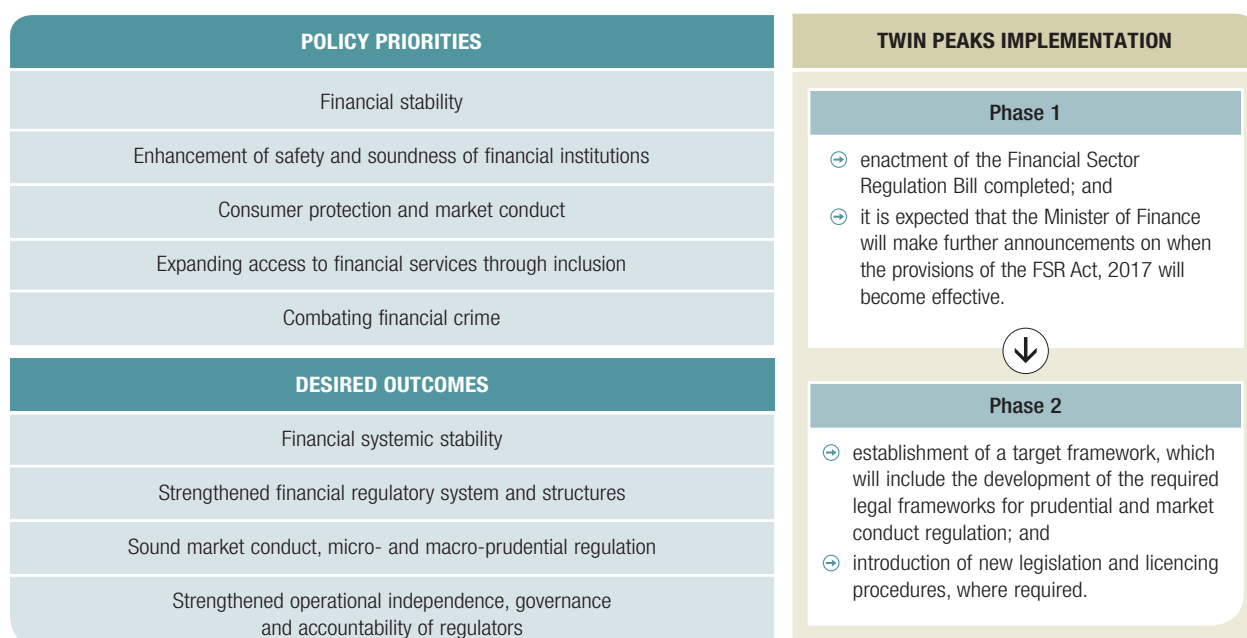 POLICY PRIORITIES
Financial stability
Enhancement of safety and soundness of financial institutions
Consumer protection and market conduct
Expanding access to financial services through inclusion
Combating financial crime
DESIRED OUTCOMES
Financial systemic stability
Strengthened financial regulatory system and structures
Sound market conduct, micro- and macro-prudential regulation
Strengthened operational independence, governance
and accountability of regulators
TWIN PEAKS IMPLEMENTATION
Phase 1
enactment of the Financial Sector
Regulation Bill completed; and
it is expected that the Minister of Finance
will make further announcements on when
the provisions of the FSR Act, 2017 will
become effective.
Phase 2
establishment of a target framework, which
will include the development of the required
legal frameworks for prudential and market
conduct regulation; and
introduction of new legislation and licencing
procedures, where required.